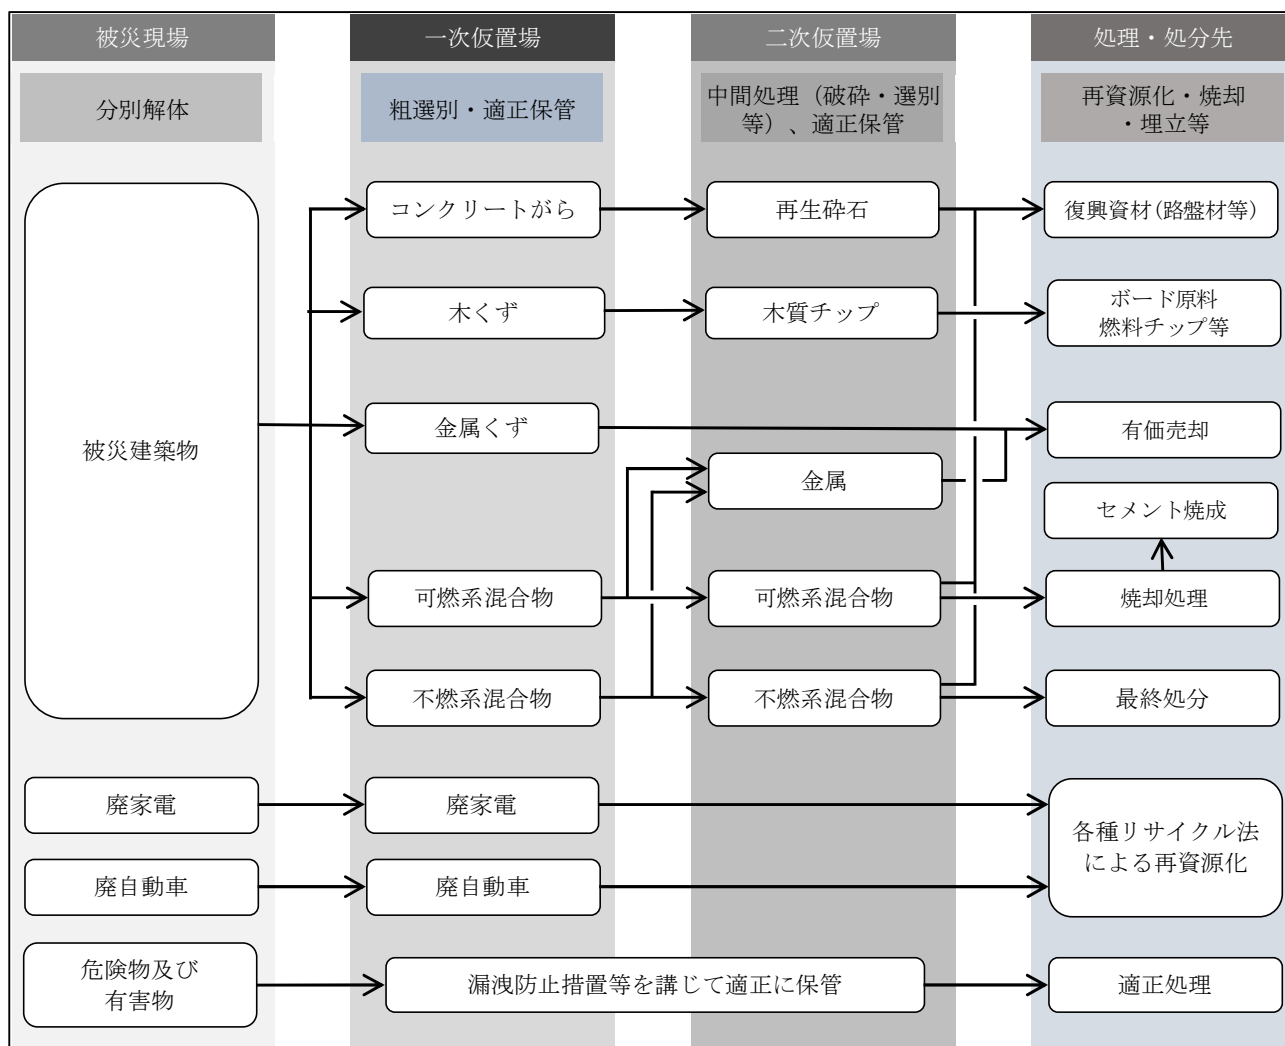 被災現場
一次仮置場
二次仮置場
処理・処分先
分別解体
粗選別・適正保管
中間処理（破砕・選別
等）、適正保管
再資源化・焼却
・埋立等
被災建築物
コンクリートがら
再生砕石
復興資材(路盤材等)
木くず
木質チップ
ボード原料
燃料チップ等
金属くず
有価売却
金属
セメント焼成
可燃系混合物
可燃系混合物
焼却処理
不燃系混合物
不燃系混合物
最終処分
廃家電
廃家電
各種リサイクル法
による再資源化
廃自動車
廃自動車
危険物及び
有害物
漏洩防止措置等を講じて適正に保管
適正処理